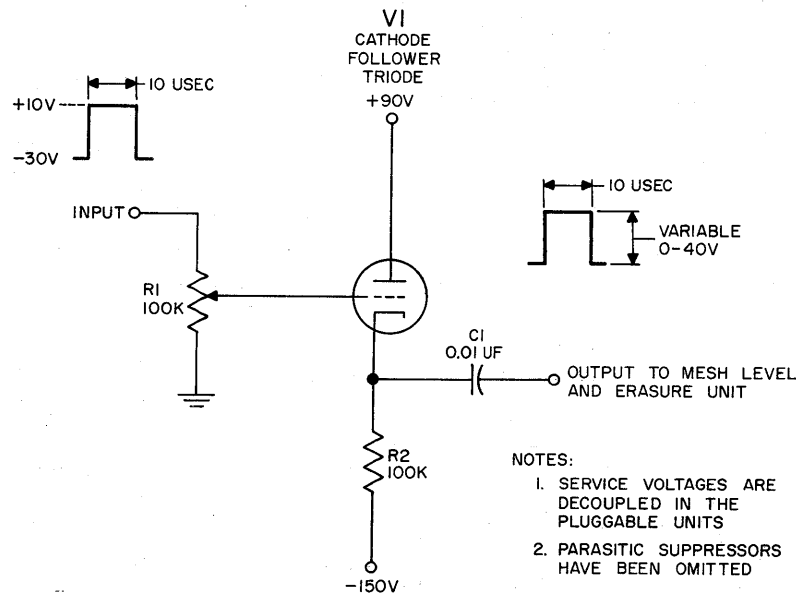 V1
CATHODE
FOLLOWER
TRIODE
+90V
10 USEC
+10V
-30V
INPUT
R1
100K
10 USEC
VARIABLE
0-40V
C1
0.01 UF
OUTPUT TO MESH LEVEL
AND ERASURE UNIT
R2
100K
-150V
NOTES:
1. SERVICE VOLTAGES ARE
DECOUPLED IN THE
PLUGGABLE UNITS
2. PARASITIC SUPPRESSORS
HAVE BEEN OMITTED